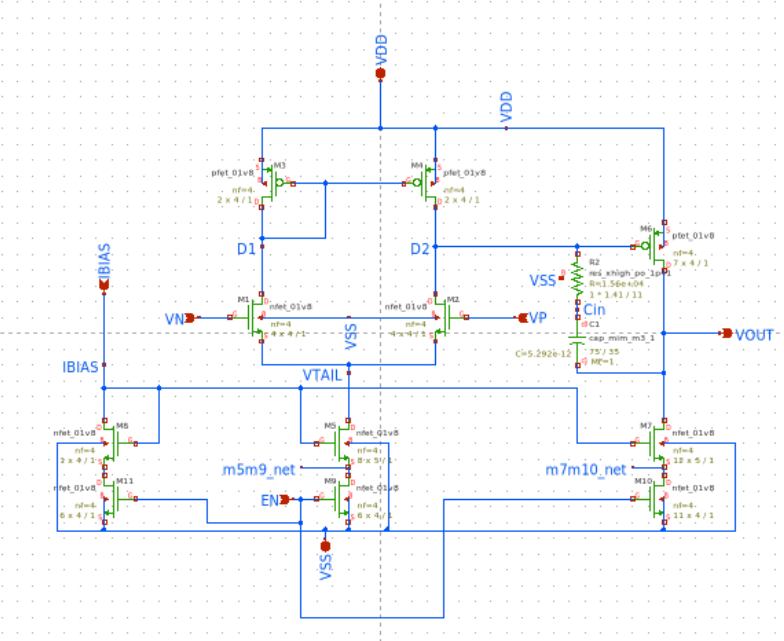 VDD
VDD
M3
pfet_01v8
nf=4
2 x 4 / 1
M4
pfet_01v8
nf=4
2 x 4 / 1
M6
pfet_01v8
nf=4
7 x 4 / 1
D1
D2
IBIAS
R2
res_xhigh_po_1p41
R=1.56e+04
1 * 1.41 / 11
VSS
Cin
C1
cap_mim_m3_1
C=5.292e-12
75 / 35
MF=1
VN
M1
nfet_01v8
nf=4
4 x 4 / 1
VSS
M2
nfet_01v8
nf=4
4 x 4 / 1
VP
VOUT
IBIAS
VTAIL
M8
nfet_01v8
nf=4
M5
nfet_01v8
nf=4
8 x 5 / 1
M7
nfet_01v8
nf=4
12 x 5 / 1
m5m9_net
m7m10_net
M11
nfet_01v8
nf=4
6 x 4 / 1
EN
M9
nfet_01v8
nf=4
6 x 4 / 1
M10
nfet_01v8
nf=4
11 x 4 / 1
VSS